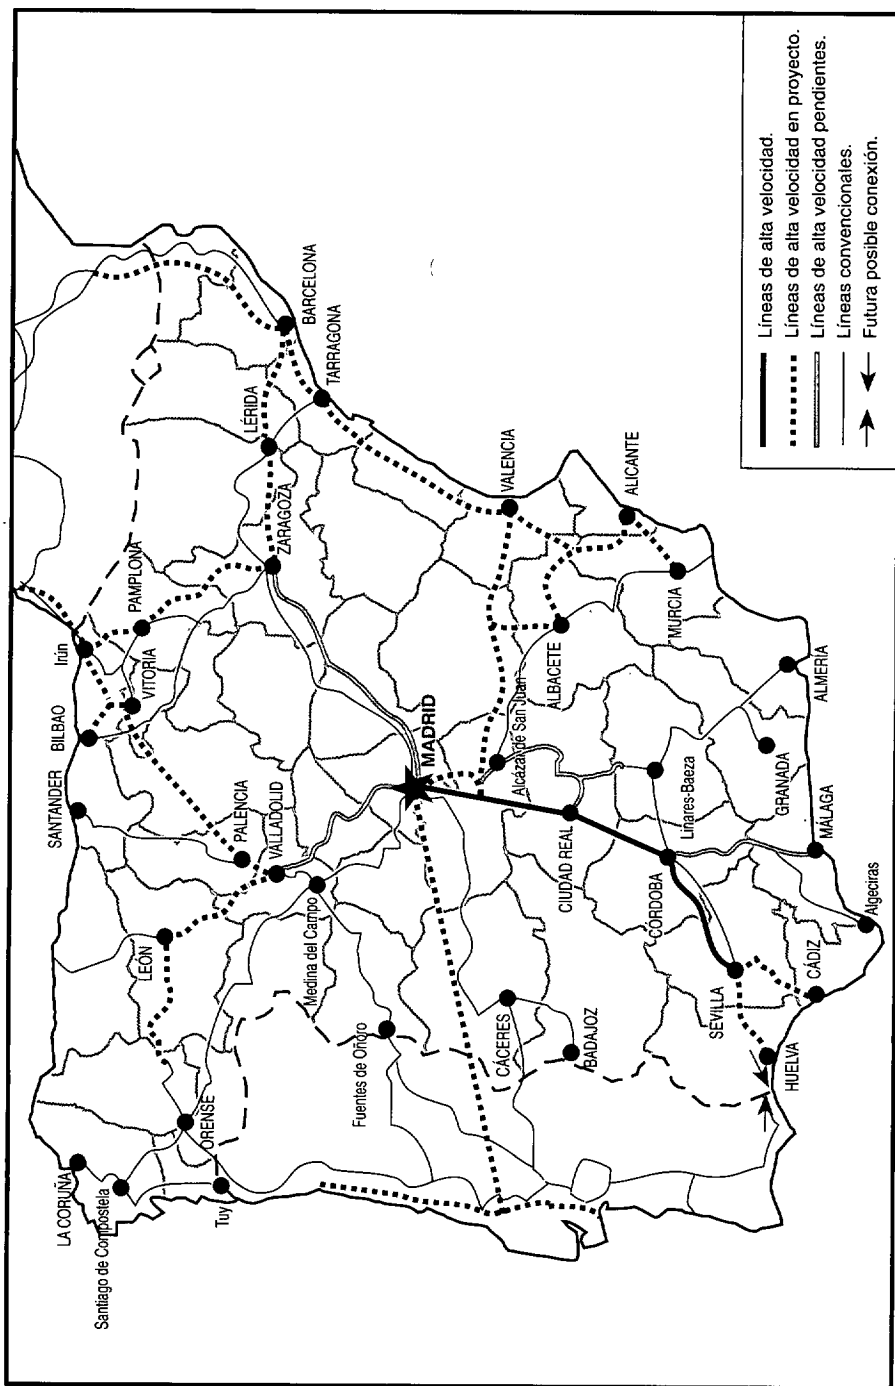 LA CORUÑA
Santiago de Compostela
Tuy
ORENSE
LEÓN
SANTANDER
BILBAO
Irún
PAMPLONA
VITORIA
PALENCIA
VALLADOLID
Medina del Campo
Fuentes de Oñoro
ZARAGOZA
LÉRIDA
BARCELONA
TARRAGONA
MADRID
CÁCERES
BADAJOZ
Alcázar de San Juan
CIUDAD REAL
ALBACETE
VALENCIA
ALICANTE
MURCIA
Linares-Baeza
CÓRDOBA
SEVILLA
HUELVA
CÁDIZ
Algeciras
MÁLAGA
GRANADA
ALMERÍA
Líneas de alta velocidad.
Líneas de alta velocidad en proyecto.
Líneas de alta velocidad pendientes.
Líneas convencionales.
Futura posible conexión.